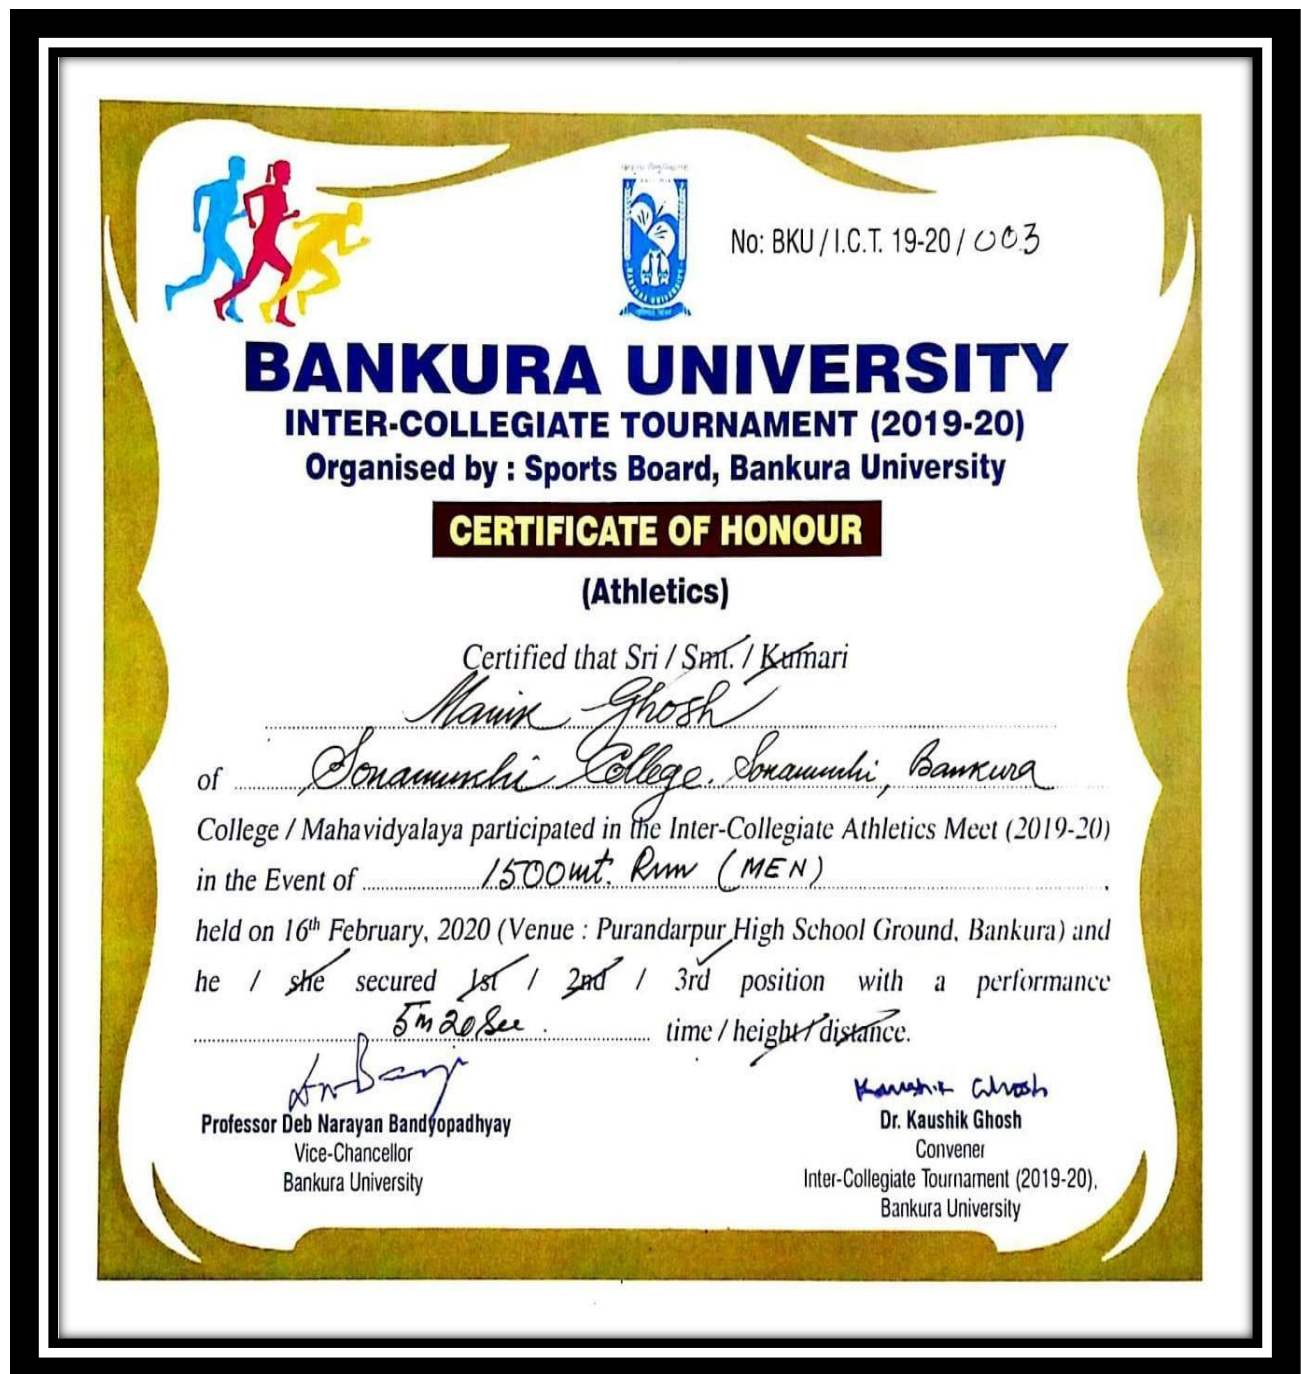 No: BKU / I.C.T. 19-20 / 003
BANKURA UNIVERSITY
BANKURA UNIVERSITY
INTER-COLLEGIATE TOURNAMENT (2019-20)
Organised by : Sports Board, Bankura University
CERTIFICATE OF HONOUR
(Athletics)
Certified that Sri / Smt. / Kumari
Manik Ghosh
of Sonamukhi College. Sonamukhi, Bankura
College / Mahavidyalaya participated in the Inter-Collegiate Athletics Meet (2019-20)
in the Event of 1500mt. Run (MEN)
held on 16th February, 2020 (Venue : Purandarpur High School Ground, Bankura) and
he / she secured 1st / 2nd / 3rd position with a performance
5m 20 Sec. time / height / distance.
Professor Deb Narayan Bandyopadhyay
Vice-Chancellor
Bankura University
Kaushik Ghosh
Dr. Kaushik Ghosh
Convener
Inter-Collegiate Tournament (2019-20),
Bankura University